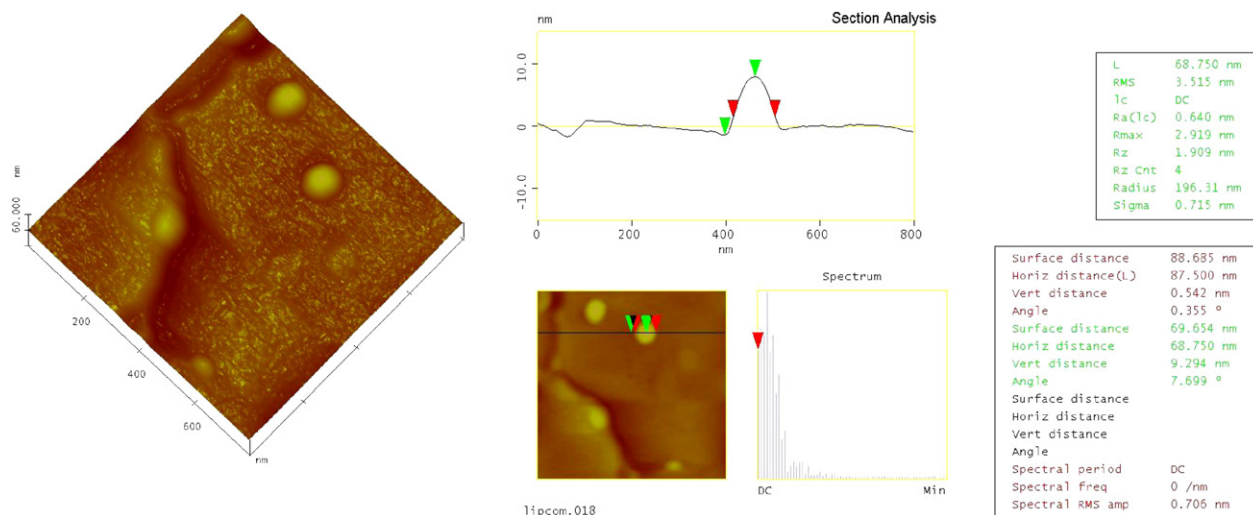 Section Analysis
nm
10.0
0
-10.0
0 200 400 600 800
nm
60.000 nm
200
400
600
nm
L 68.750 nm
RMS 3.515 nm
lc DC
Ra(lc) 0.640 nm
Rmax 2.919 nm
Rz 1.909 nm
Rz Cnt 4
Radius 196.31 nm
Sigma 0.715 nm
Surface distance 88.685 nm
Horiz distance(L) 87.500 nm
Vert distance 0.542 nm
Angle 0.355 º
Surface distance 69.654 nm
Horiz distance 68.750 nm
Vert distance 9.294 nm
Angle 7.699 º
Surface distance
Horiz distance
Vert distance
Angle
Spectral period DC
Spectral freq 0 /nm
Spectral RMS amp 0.706 nm
Spectrum
DC Min
lipcom.018